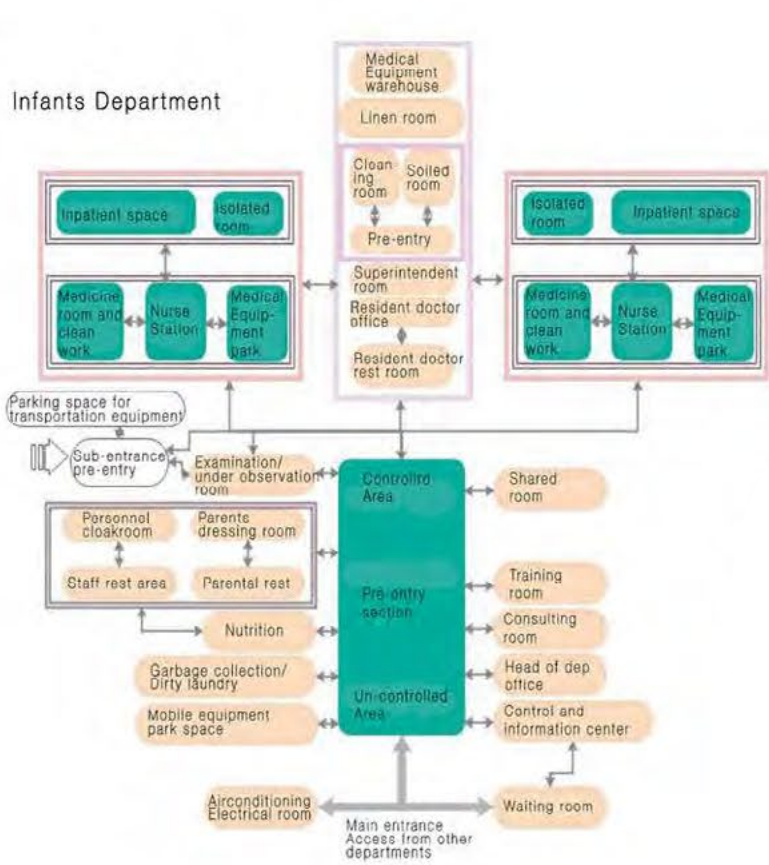 Infants Department
Medical
Equipment
warehouse
Linen room
Clean
ing
room
Soiled
room
Pre-entry
Superintendent
room
Resident doctor
office
Resident doctor
rest room
Inpatient space
Isolated
room
Medicine
room and
clean
work
Nurse
Station
Medical
Equip-
ment
park
Isolated
room
Inpatient space
Medicine
room and
clean
work
Nurse
Station
Medical
Equip-
ment
park
Parking space for
transportation equipment
Sub-entrance
pre-entry
Examination/
under observation
room
Personnol
cloakroom
Parents
dressing room
Staff rest area
Parental rest
Nutrition
Garbage collection/
Dirty laundry
Mobile equipment
park space
Controlled
Area
Pre-entry
section
Un-controlled
Area
Shared
room
Training
room
Consulting
room
Head of dep
office
Control and
information center
Airconditioning
Electrical room
Waiting room
Main entrance
Access from other
departments